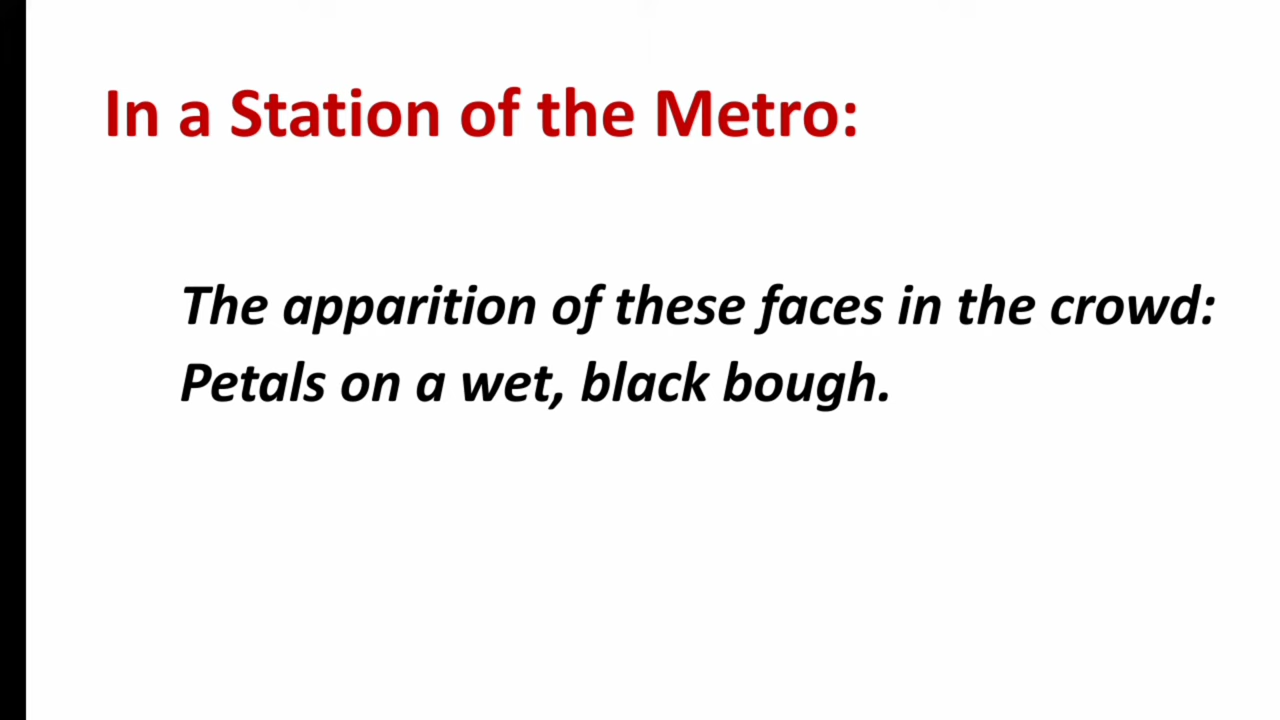 In a Station of the Metro:
The apparition of these faces in the crowd:
Petals on a wet, black bough.